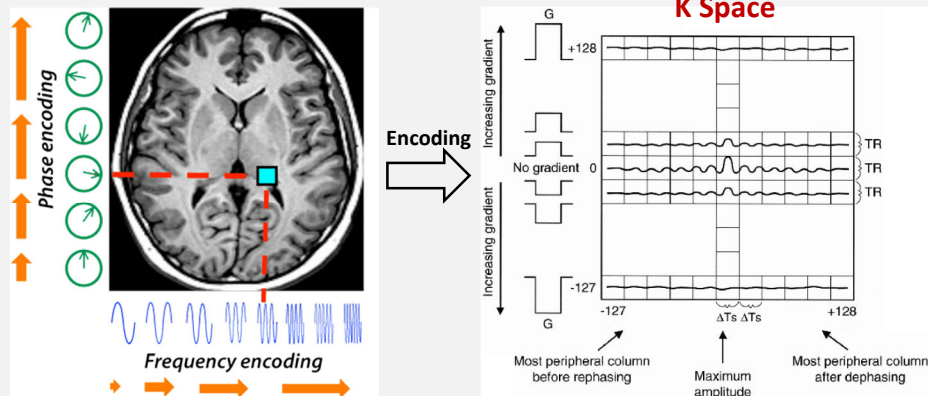 K Space
Phase encoding
Encoding
Frequency encoding
Increasing gradient
Increasing gradient
G
+128
No gradient 0
-127
G
TR
TR
TR
-127
+128
ΔTs ΔTs
Most peripheral column
before rephasing
Maximum
amplitude
Most peripheral column
after dephasing